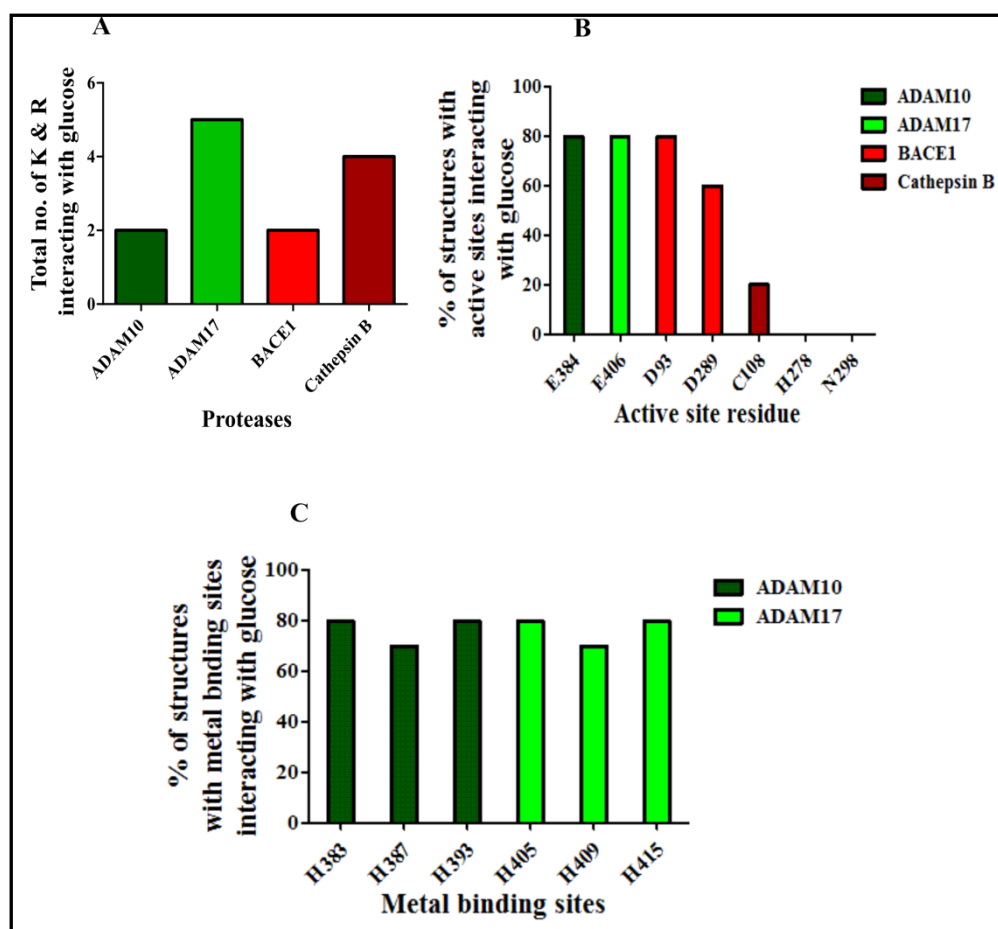 A
Total no. of K & R
interacting with glucose
6
4
2
0
ADAM10
ADAM17
BACE1
Cathepsin B
Proteases
B
% of structures with
active sites interacting
with glucose
100
80
60
40
20
0
E384
E406
D93
D289
C108
H278
N298
Active site residue
ADAM10
ADAM17
BACE1
Cathepsin B
C
% of structures
with metal bnding sites
interacting with glucose
100
80
60
40
20
0
H383
H387
H393
H405
H409
H415
Metal binding sites
ADAM10
ADAM17